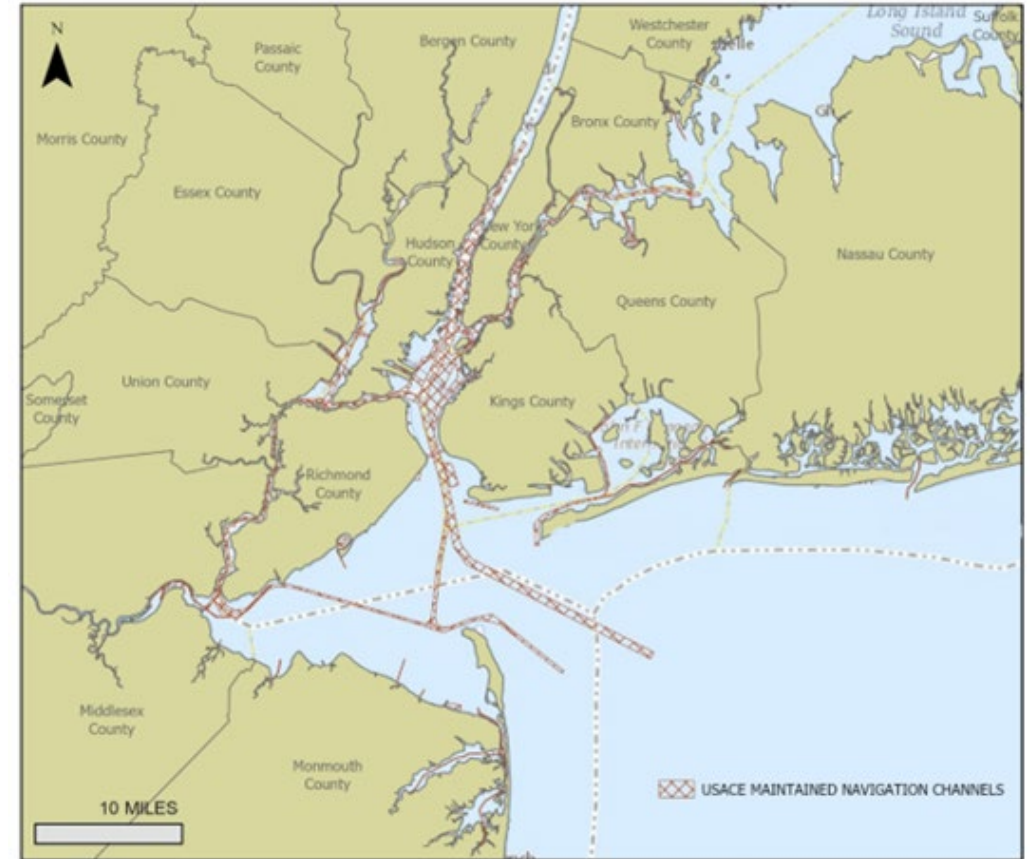 N
Long Island
Sound
Suffolk
County
Westchester
County
Bergen County
Passaic
County
Bronx County
Morris County
Essex County
Hudson
County
New York
County
Nassau County
Queens County
Union County
Somerset
County
Kings County
Richmond
County
Middlesex
County
Monmouth
County
10 MILES
USACE MAINTAINED NAVIGATION CHANNELS